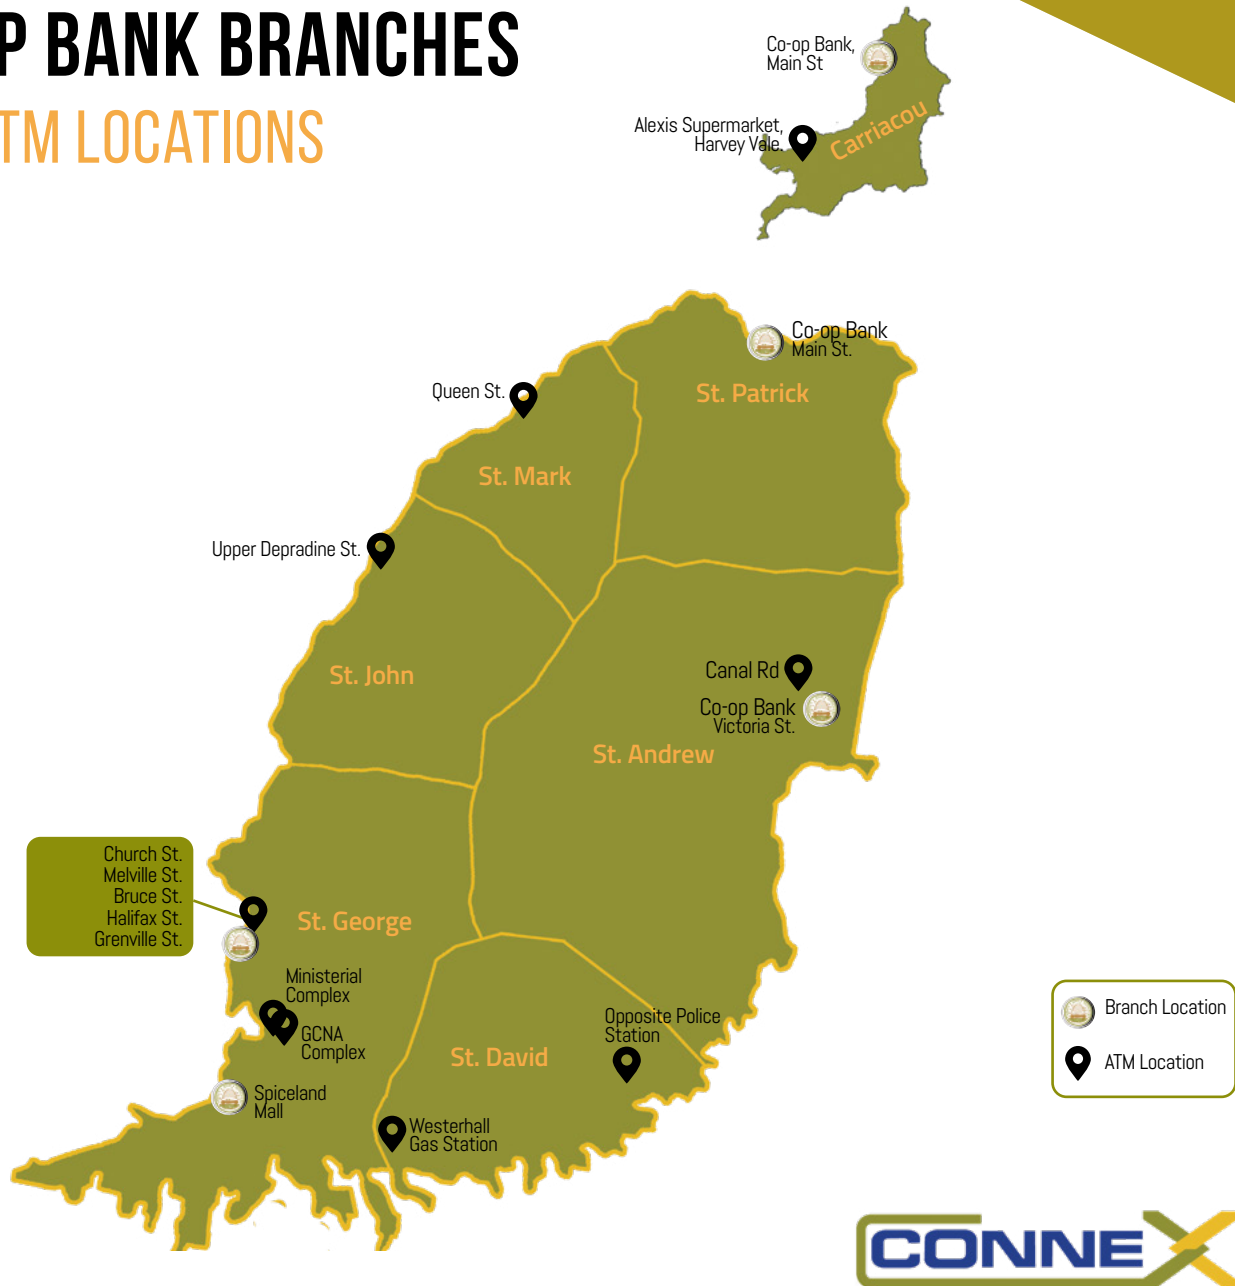 P BANK BRANCHES
TM LOCATIONS
Co-op Bank,
Main St
Alexis Supermarket,
Harvey Vale.
Carriacou
Co-op Bank
Main St.
St. Patrick
Queen St.
St. Mark
Upper Depradine St.
St. John
Canal Rd
Co-op Bank
Victoria St.
St. Andrew
Church St.
Melville St.
Bruce St.
Halifax St.
Grenville St.
St. George
Ministerial
Complex
GCNA
Complex
Opposite Police
Station
St. David
Spiceland
Mall
Westerhall
Gas Station
Branch Location
ATM Location
CONNEX